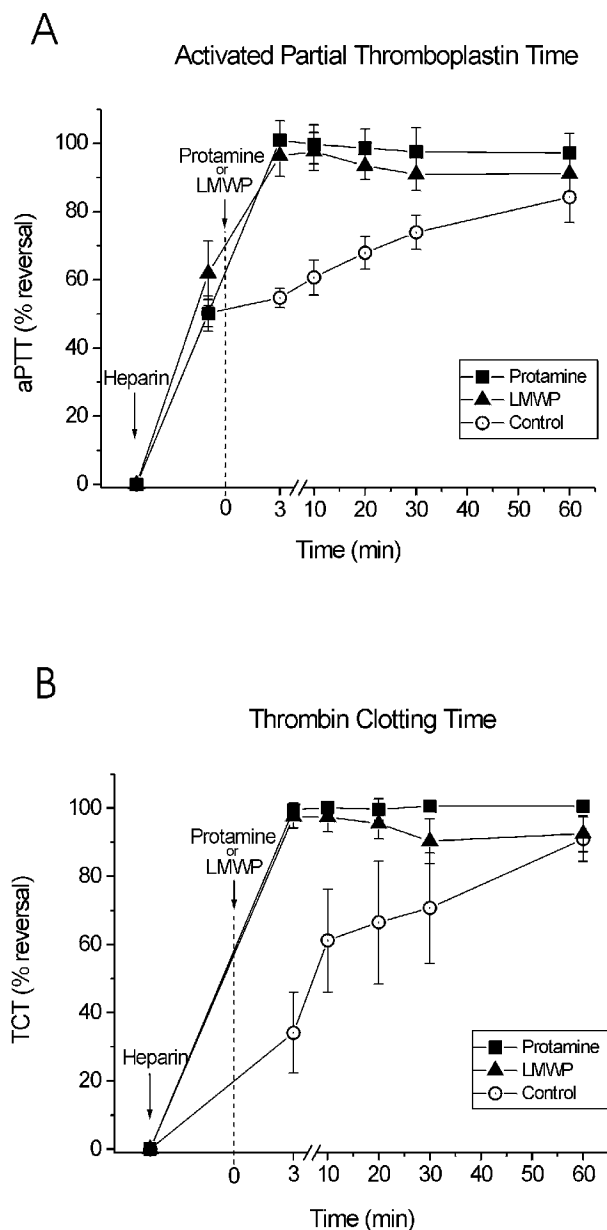 A
Activated Partial Thromboplastin Time
100
80
60
40
20
0
aPTT (% reversal)
Protamine
or
LMWP
Heparin
Protamine
LMWP
Control
0 3 10 20 30 40 50 60
Time (min)
B
Thrombin Clotting Time
100
80
60
40
20
0
TCT (% reversal)
Protamine
or
LMWP
Heparin
Protamine
LMWP
Control
0 3 10 20 30 40 50 60
Time (min)